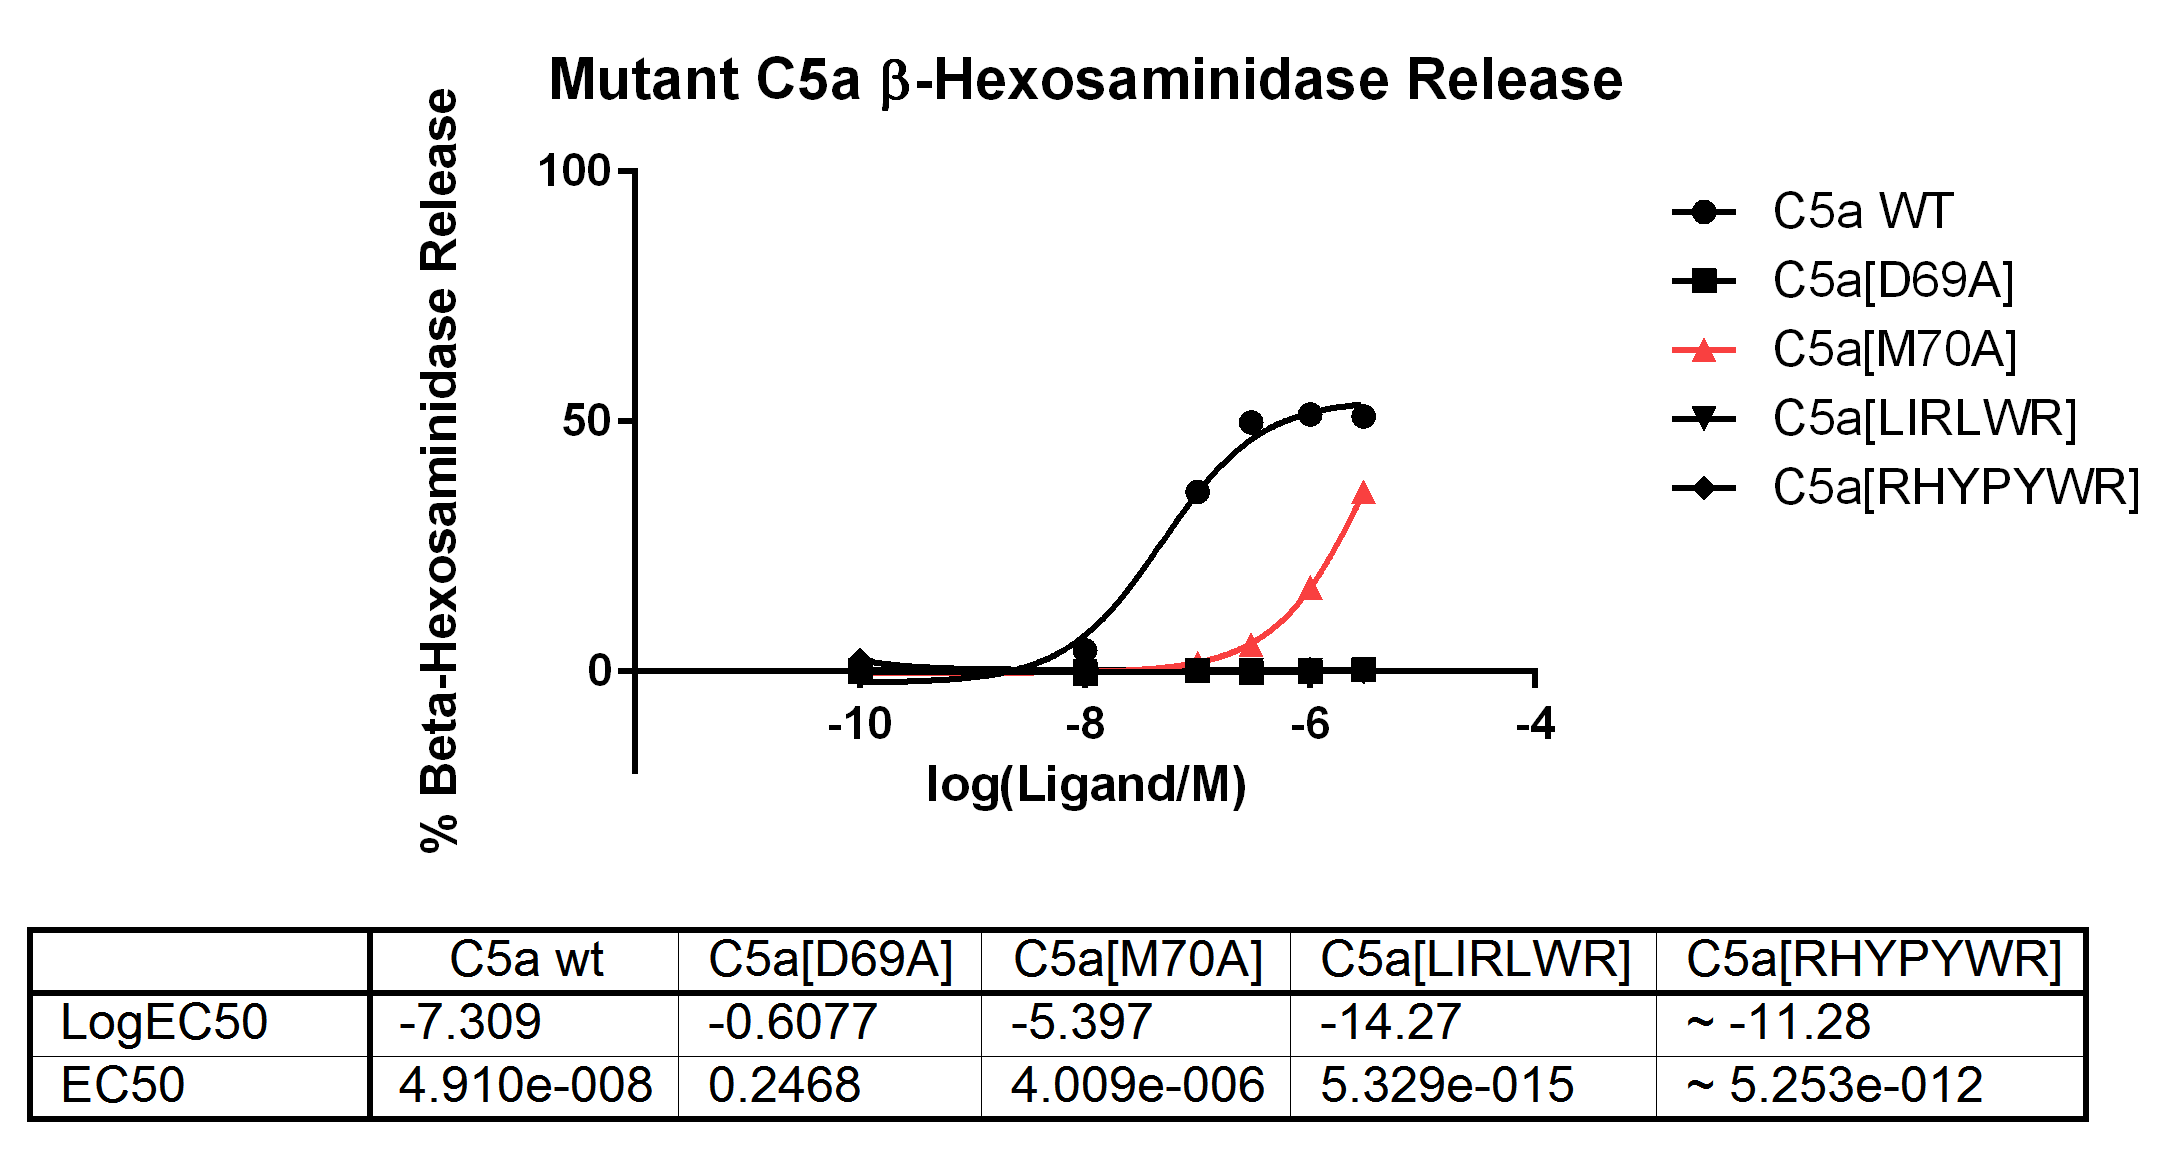 Mutant C5a β-Hexosaminidase Release
% Beta-Hexosaminidase Release
100
50
0
-10 -8 -6 -4
log(Ligand/M)
C5a WT
C5a[D69A]
C5a[M70A]
C5a[LIRLWR]
C5a[RHYPYWR]
C5a wt C5a[D69A] C5a[M70A] C5a[LIRLWR] C5a[RHYPYWR]
LogEC50 -7.309 -0.6077 -5.397 -14.27 ~ -11.28
EC50 4.910e-008 0.2468 4.009e-006 5.329e-015 ~ 5.253e-012